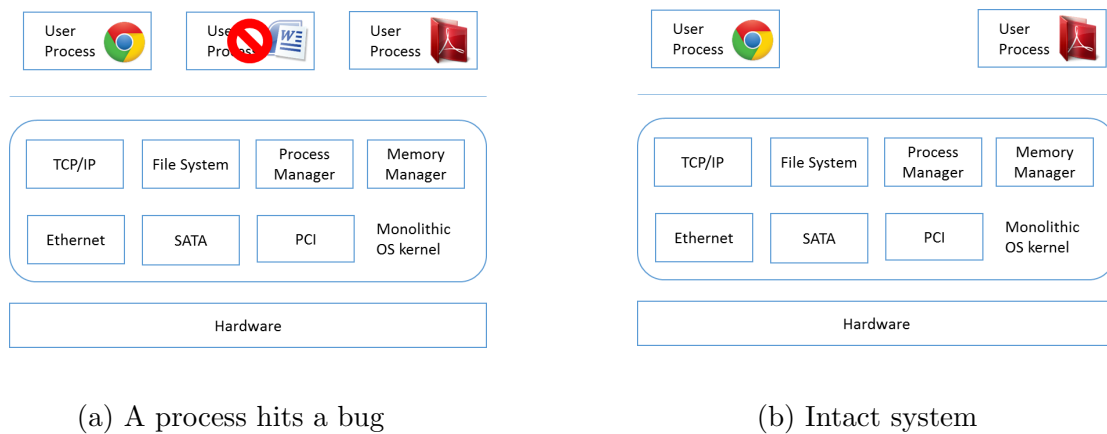 User
Process
User
Process
W
User
Process
TCP/IP
File System
Process
Manager
Memory
Manager
Ethernet
SATA
PCI
Monolithic
OS kernel
Hardware
(a) A process hits a bug
User
Process
User
Process
TCP/IP
File System
Process
Manager
Memory
Manager
Ethernet
SATA
PCI
Monolithic
OS kernel
Hardware
(b) Intact system